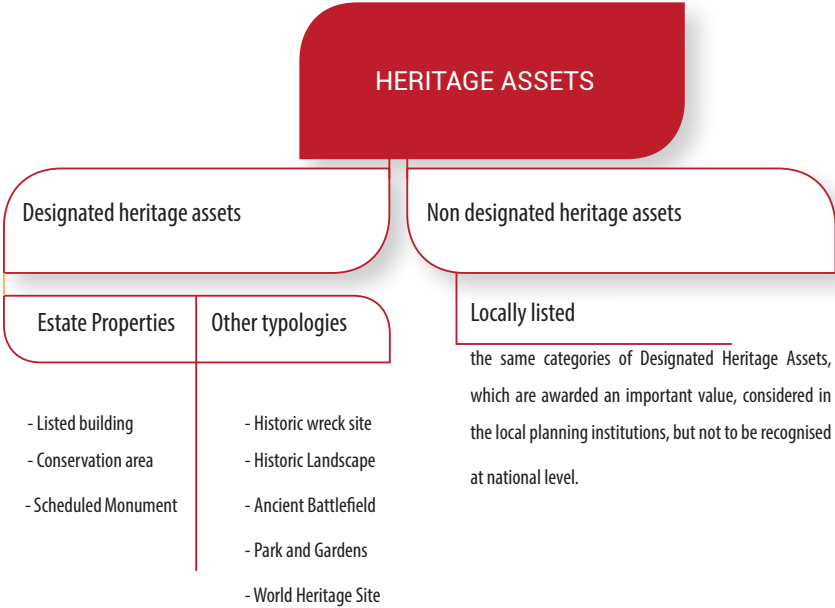 HERITAGE ASSETS
Designated heritage assets
Non designated heritage assets
Estate Properties
Other typologies
- Listed building
- Conservation area
- Scheduled Monument
- Historic wreck site
- Historic Landscape
- Ancient Battlefield
- Park and Gardens
- World Heritage Site
Locally listed
the same categories of Designated Heritage Assets,
which are awarded an important value, considered in
the local planning institutions, but not to be recognised
at national level.